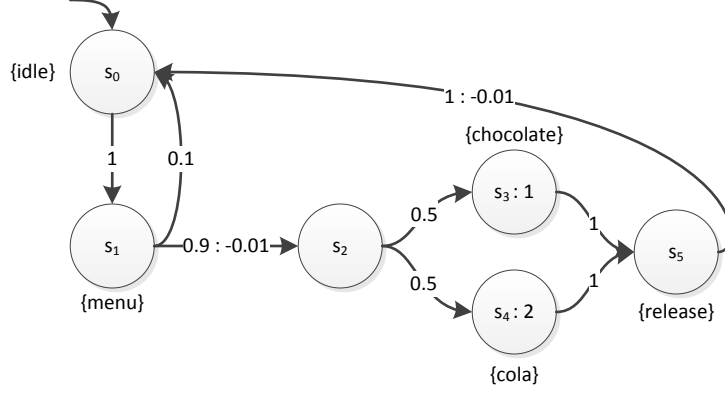 {idle}
s₀
1 : -0.01
{chocolate}
1
0.1
s₃ : 1
0.5
1
s₁
0.9 : -0.01
s₂
s₅
{menu}
0.5
1
s₄ : 2
{release}
{cola}